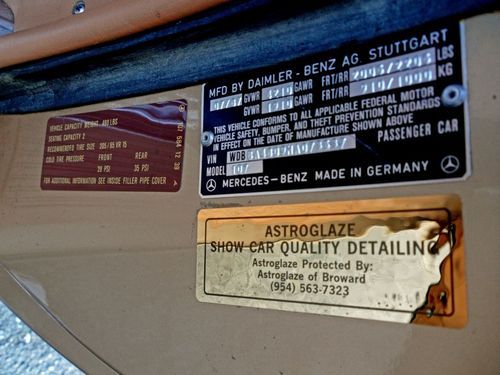 VEHICLE CAPACITY WEIGHT, 400 LBS
SEATING CAPACITY 2
RECOMMENDED TIRE SIZE 205/65 VR 15
COLD TIRE PRESSURE FRONT REAR
29 PSI 35 PSI
FOR ADDITIONAL INFORMATION SEE INSIDE FILLER PIPE COVER
MFD BY DAIMLER-BENZ AG. STUTTGART
GVWR GAWR FRT/RR LBS
GVWR GAWR FRT/RR KG
THIS VEHICLE CONFORMS TO ALL APPLICABLE FEDERAL MOTOR
VEHICLE SAFETY, BUMPER, AND THEFT PREVENTION STANDARDS
IN EFFECT ON THE DATE OF MANUFACTURE SHOWN ABOVE
VIN WDB PASSENGER CAR
MODEL 107
MERCEDES-BENZ MADE IN GERMANY
ASTROGLAZE
SHOW CAR QUALITY DETAILING
Astroglaze Protected By:
Astroglaze of Broward
(954) 563-7323